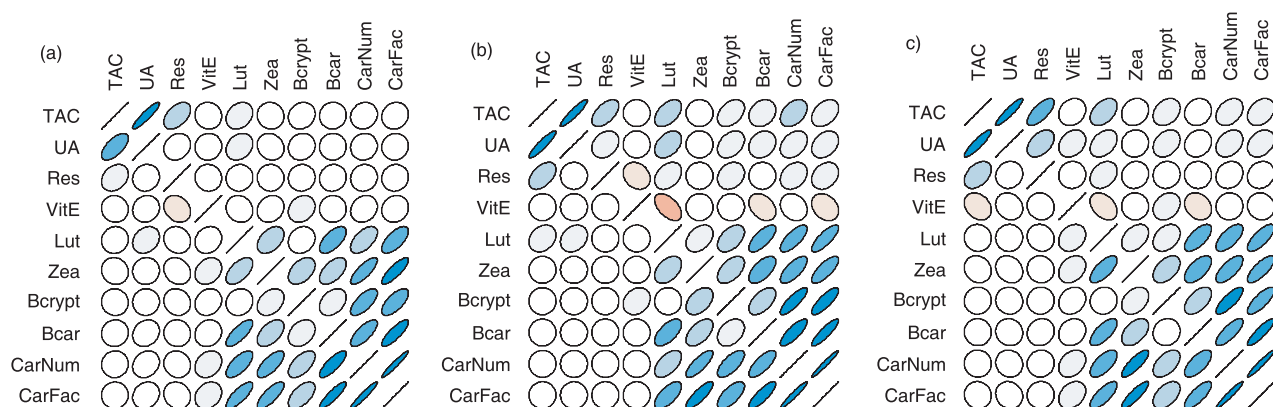 (a)
TAC UA Res VitE Lut Zea Bcrypt Bcar CarNum CarFac
TAC
UA
Res
VitE
Lut
Zea
Bcrypt
Bcar
CarNum
CarFac
(b)
TAC UA Res VitE Lut Zea Bcrypt Bcar CarNum CarFac
TAC
UA
Res
VitE
Lut
Zea
Bcrypt
Bcar
CarNum
CarFac
c)
TAC UA Res VitE Lut Zea Bcrypt Bcar CarNum CarFac
TAC
UA
Res
VitE
Lut
Zea
Bcrypt
Bcar
CarNum
CarFac